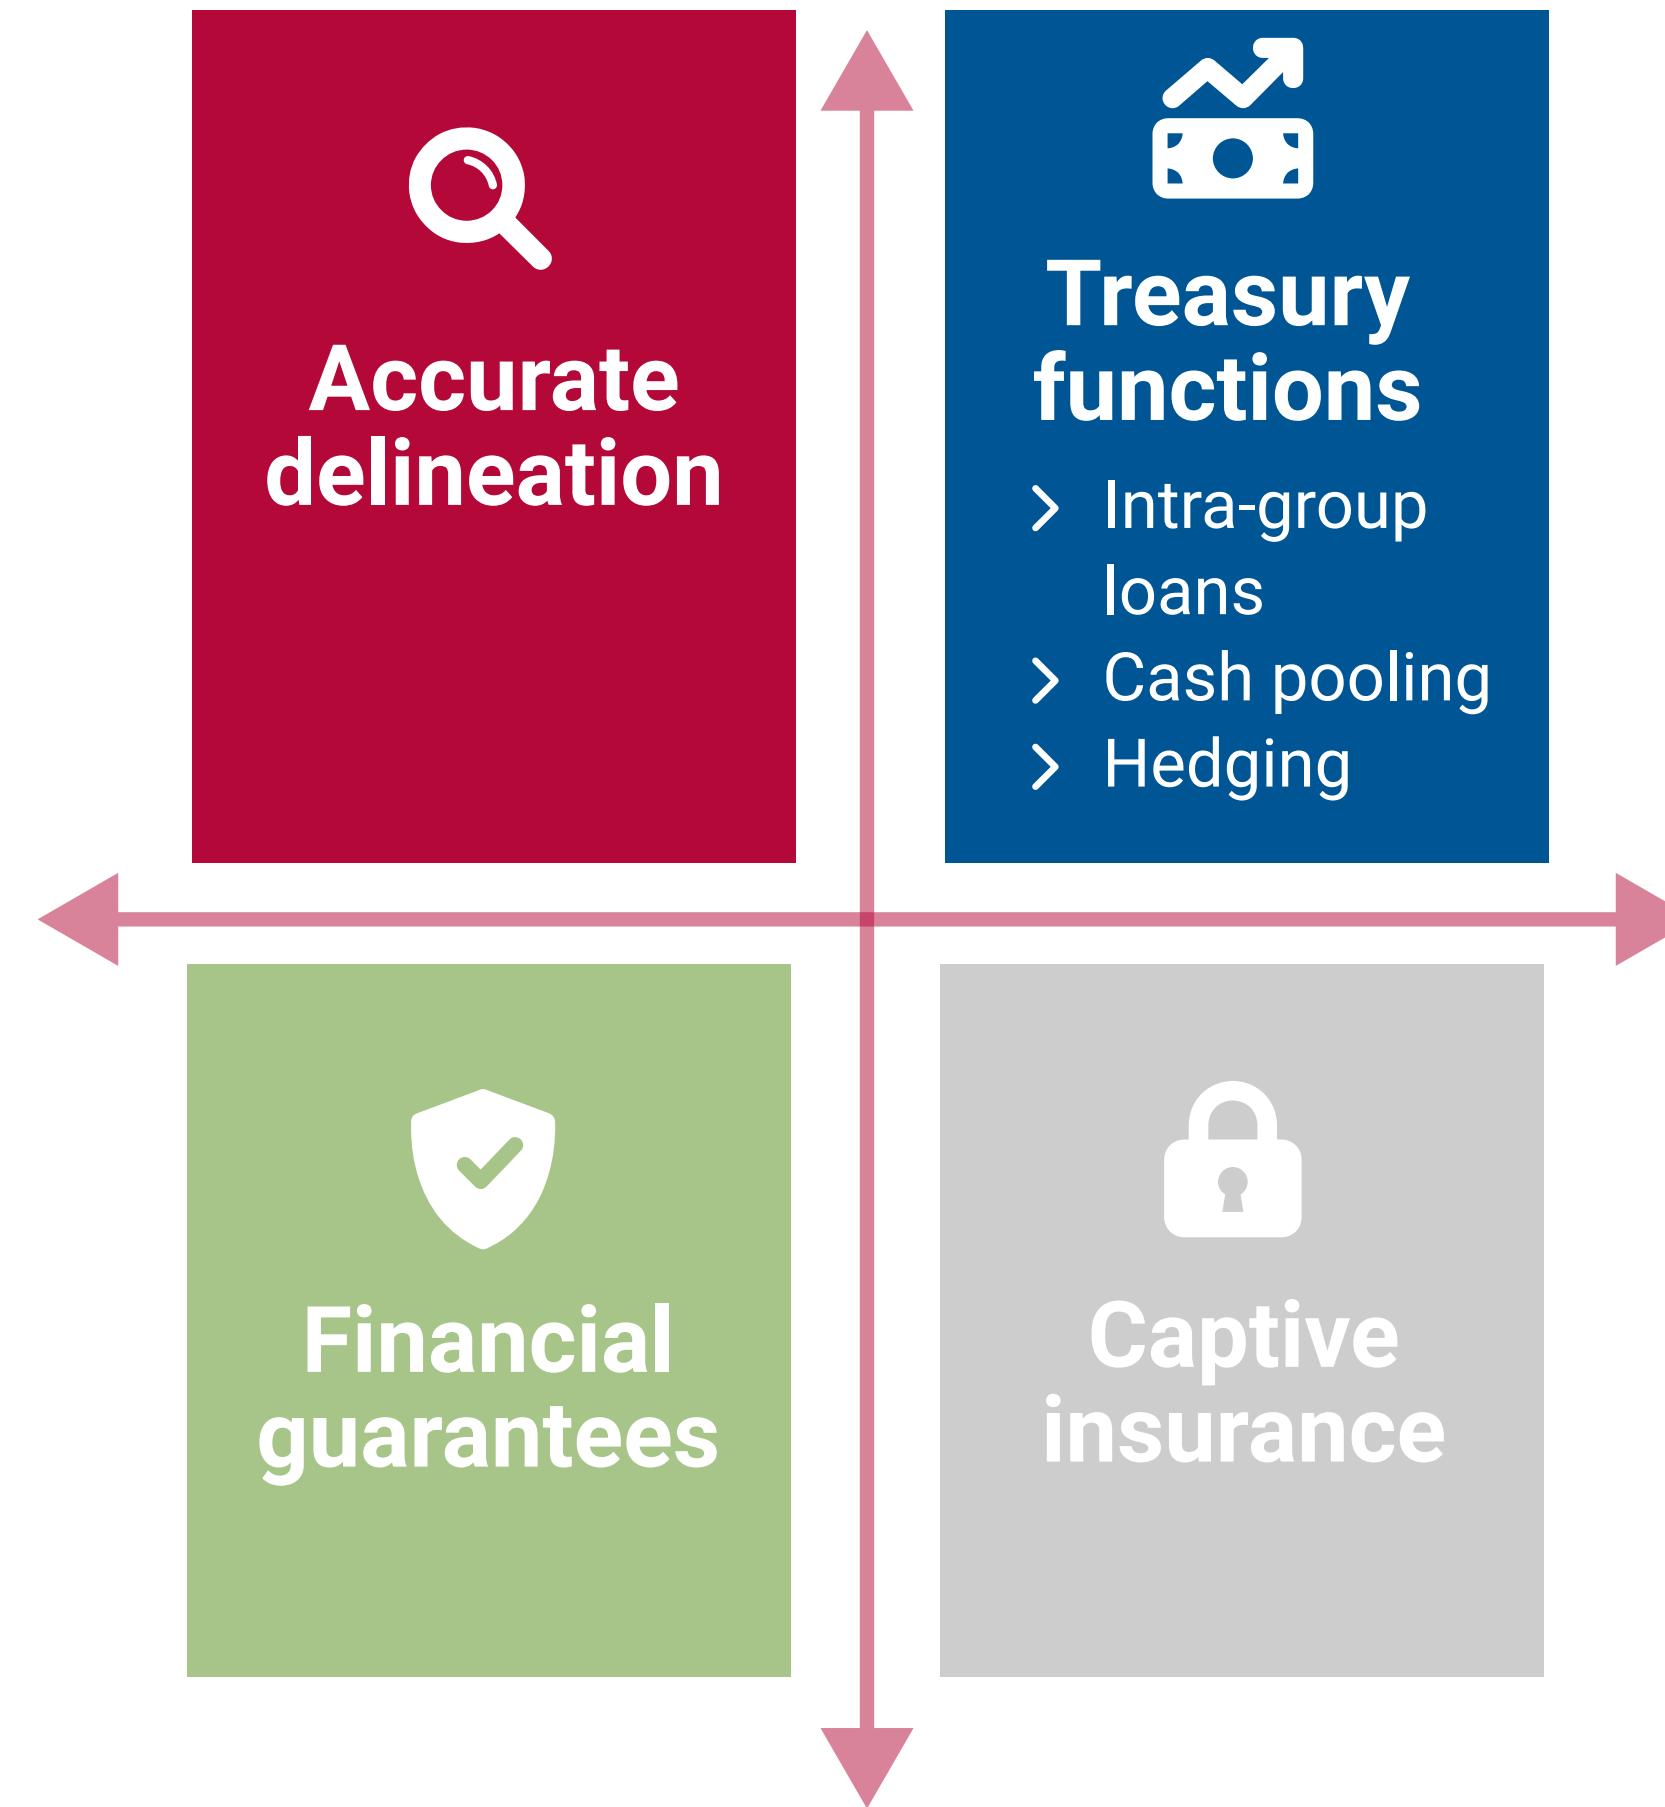 Accurate
delineation
Treasury
functions
Intra-group
loans
Cash pooling
Hedging
Financial
guarantees
Captive
insurance